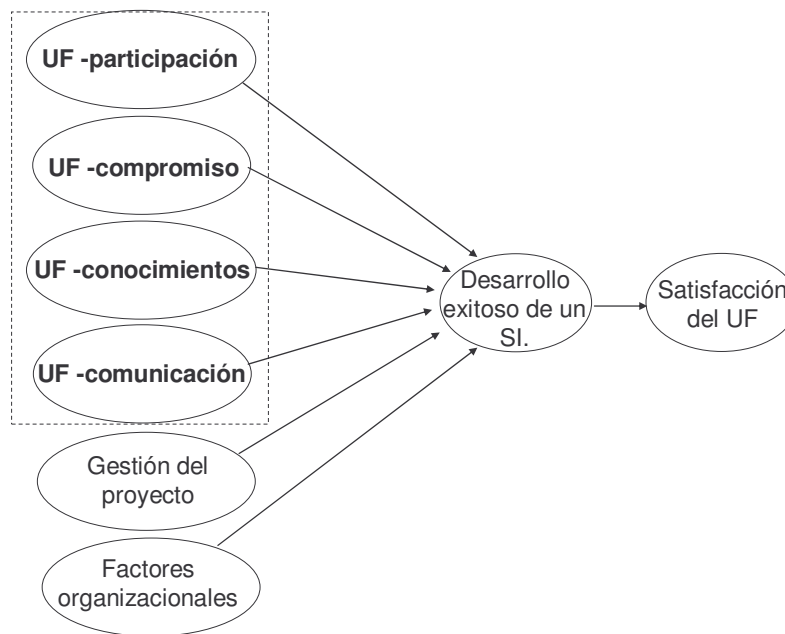 UF -participación
UF -compromiso
UF -conocimientos
UF -comunicación
Gestión del
proyecto
Factores
organizacionales
Desarrollo
exitoso de un
SI.
Satisfacción
del UF